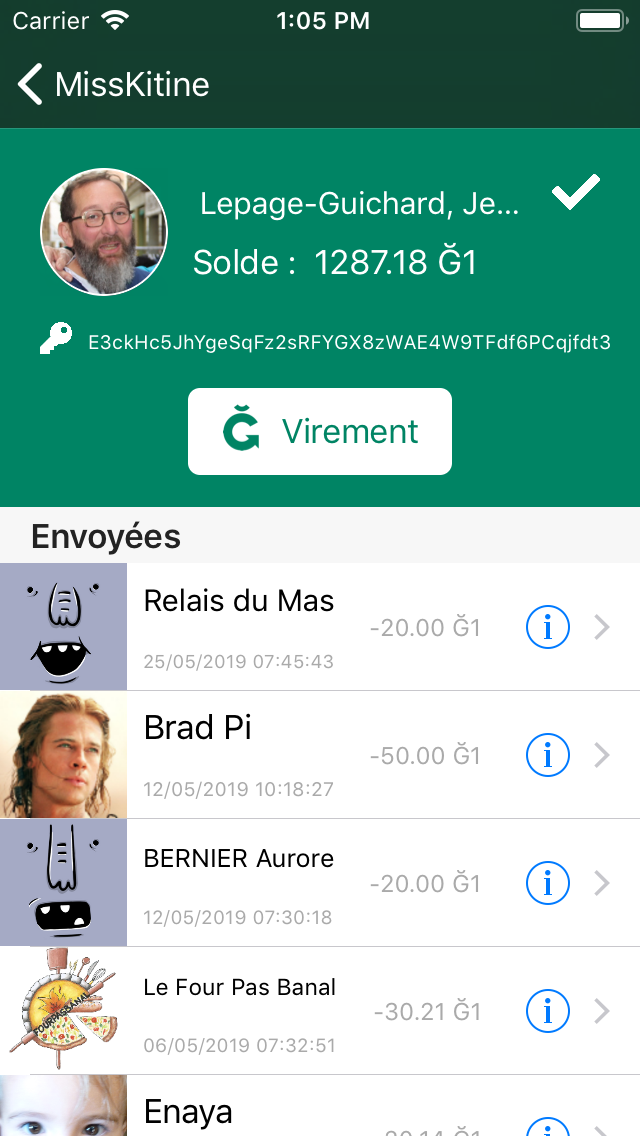 Carrier 1:05 PM
MissKitine
Lepage-Guichard, Je...
Solde : 1287.18 Ğ1
E3ckHc5JhYgeSqFz2sRFYGX8zWAE4W9TFdf6PCqjfdt3
Virement
Envoyées
Relais du Mas
-20.00 Ğ1
25/05/2019 07:45:43
Brad Pi
-50.00 Ğ1
12/05/2019 10:18:27
BERNIER Aurore
-20.00 Ğ1
12/05/2019 07:30:18
FOURPASBANAL
Le Four Pas Banal
-30.21 Ğ1
06/05/2019 07:32:51
Enaya